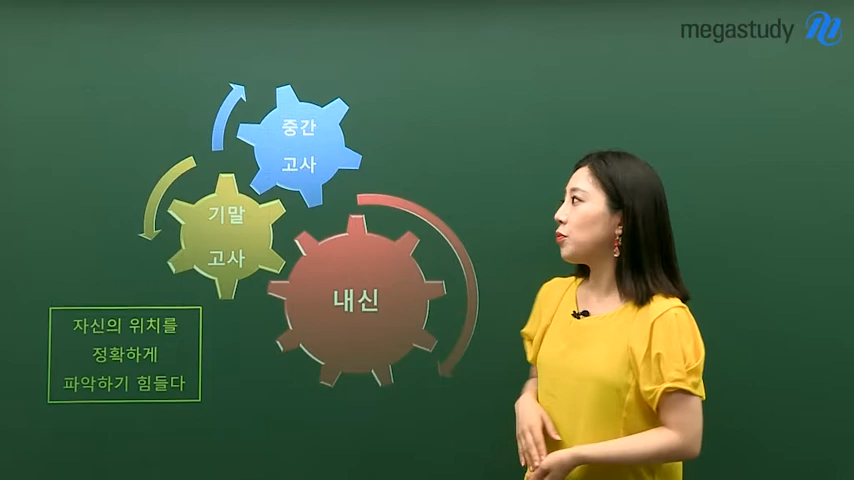 megastudy
중간
고사
기말
고사
내신
자신의 위치를
정확하게
파악하기 힘들다